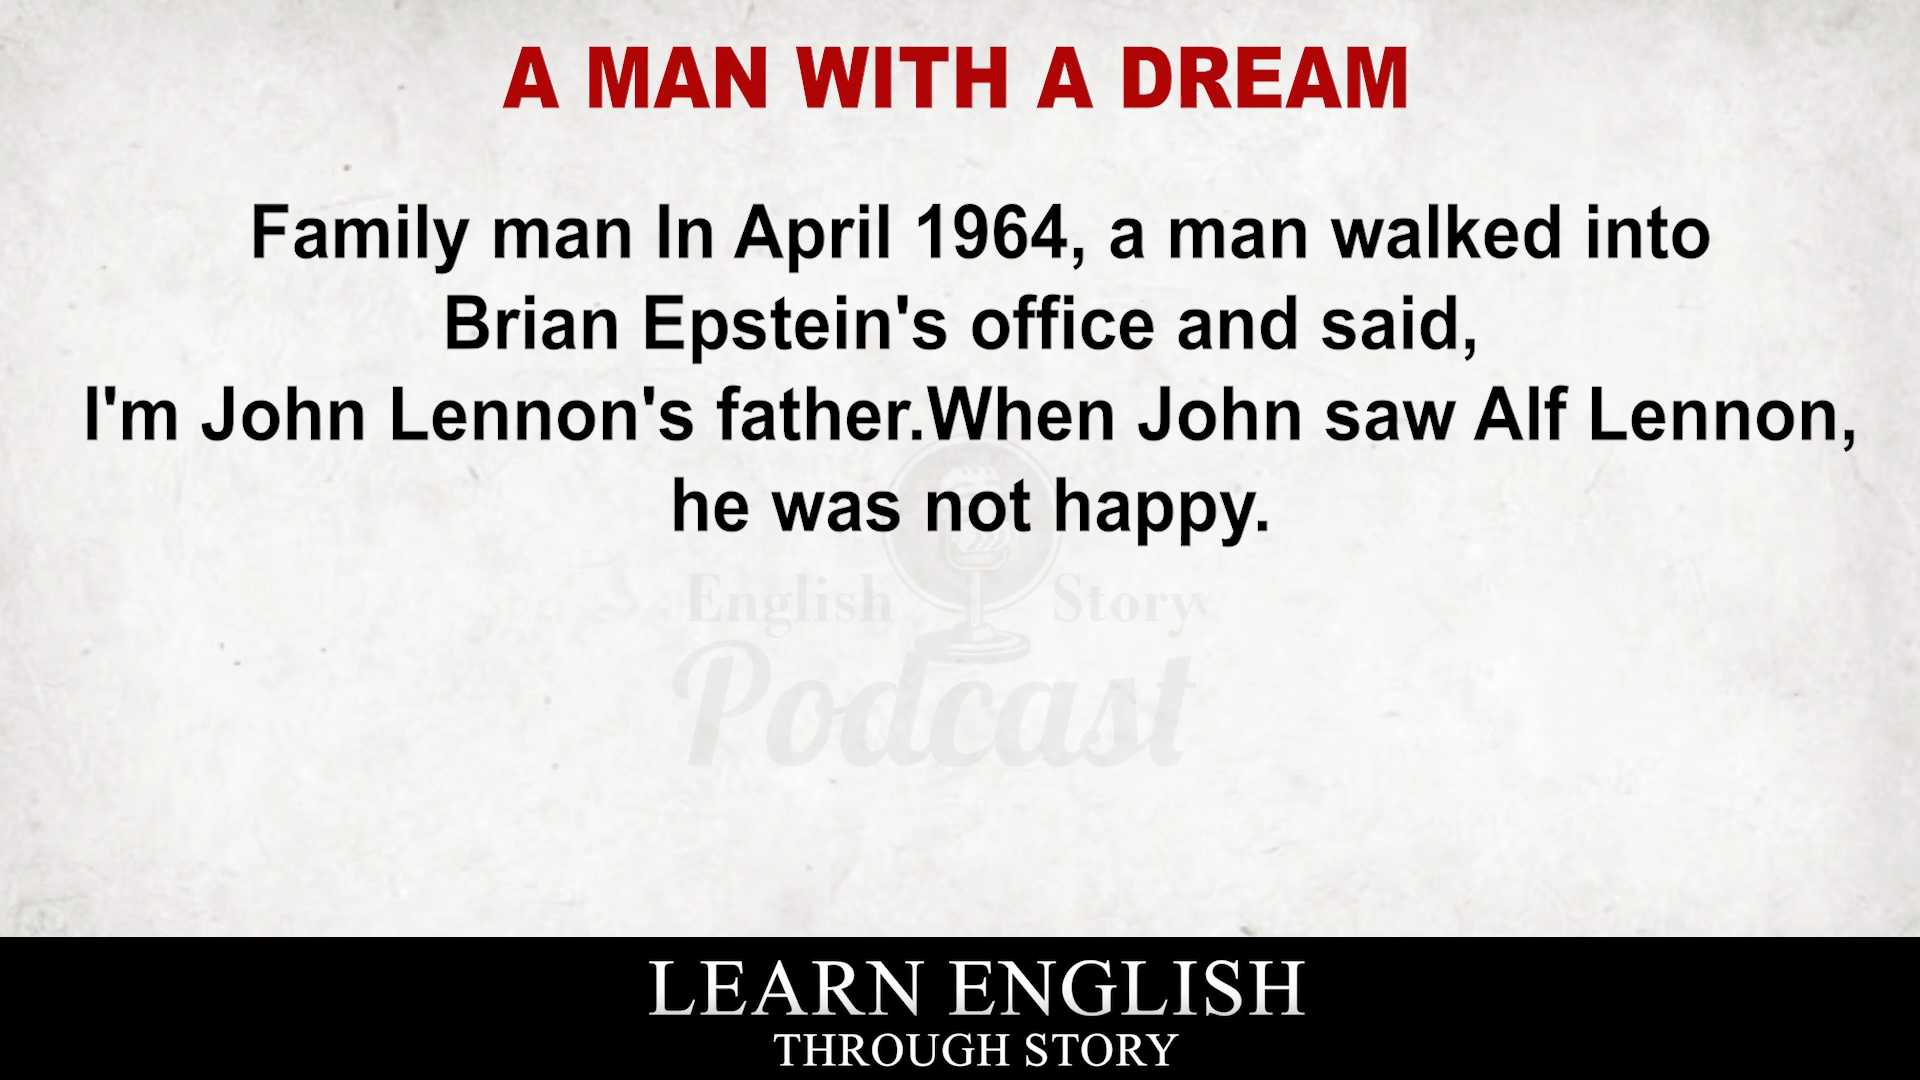 A MAN WITH A DREAM
Family man In April 1964, a man walked into
Brian Epstein's office and said,
I'm John Lennon's father.When John saw Alf Lennon,
he was not happy.
English Story
Podcast
LEARN ENGLISH
THROUGH STORY